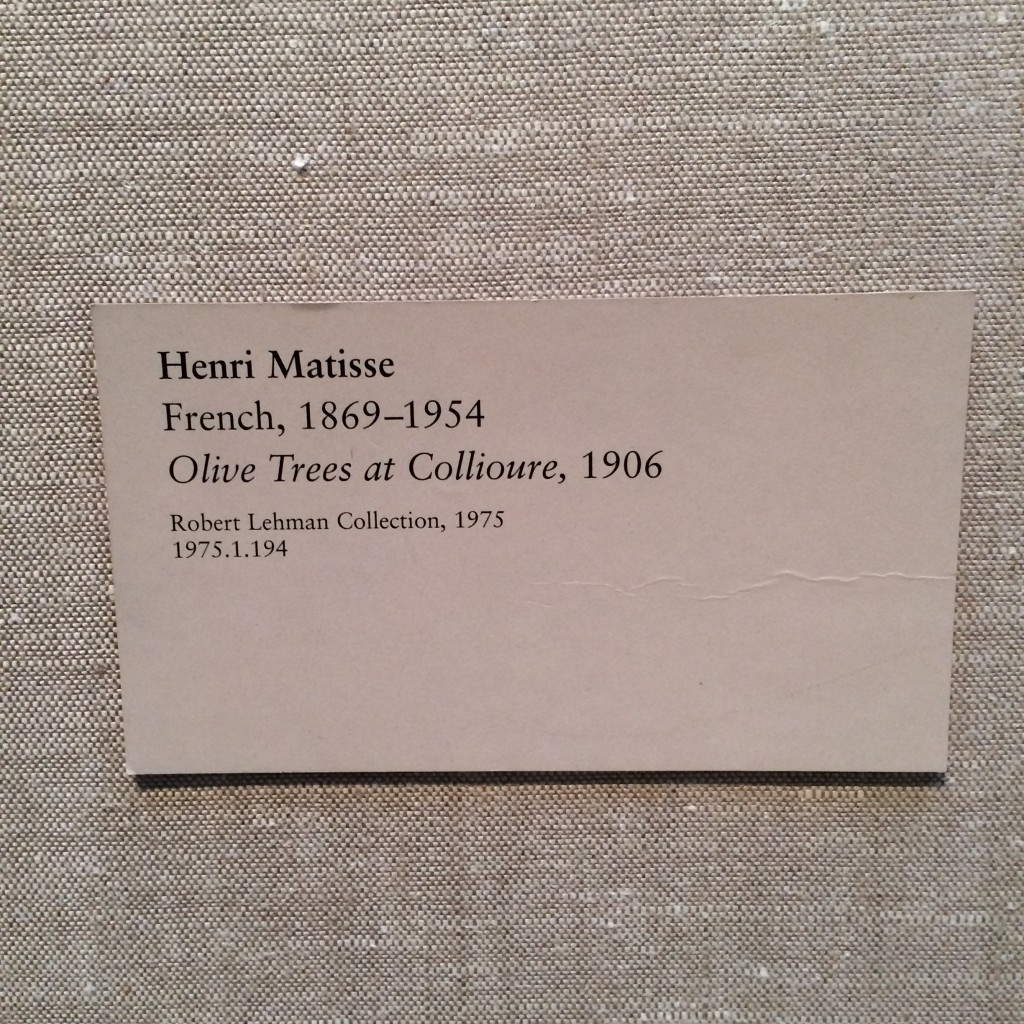 Henri Matisse
French, 1869–1954
Olive Trees at Collioure, 1906
Robert Lehman Collection, 1975
1975.1.194